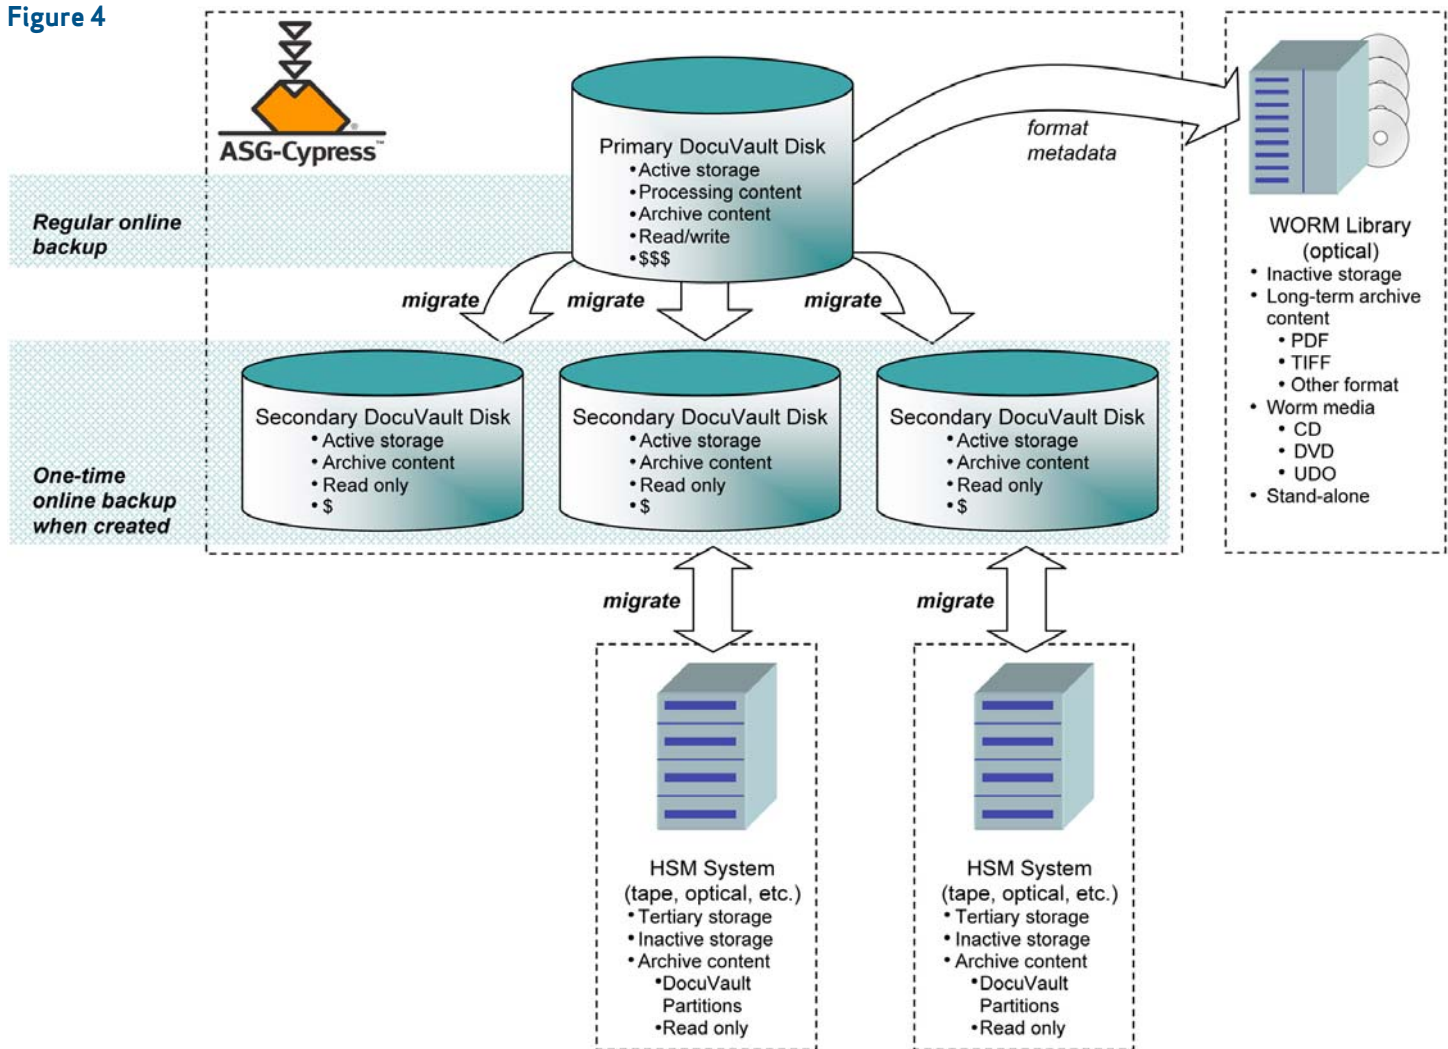 Figure 4
ASG-Cypress™
®
Primary DocuVault Disk
•Active storage
•Processing content
•Archive content
•Read/write
•$$$
format
metadata
Regular online
backup
migrate
migrate
migrate
WORM Library
(optical)
• Inactive storage
• Long-term archive
content
• PDF
• TIFF
• Other format
• Worm media
• CD
• DVD
• UDO
• Stand-alone
One-time
online backup
when created
Secondary DocuVault Disk
• Active storage
• Archive content
• Read only
• $
Secondary DocuVault Disk
• Active storage
• Archive content
• Read only
• $
Secondary DocuVault Disk
• Active storage
• Archive content
• Read only
• $
migrate
migrate
HSM System
(tape, optical, etc.)
• Tertiary storage
• Inactive storage
• Archive content
•DocuVault
Partitions
•Read only
HSM System
(tape, optical, etc.)
• Tertiary storage
• Inactive storage
• Archive content
•DocuVault
Partitions
•Read only